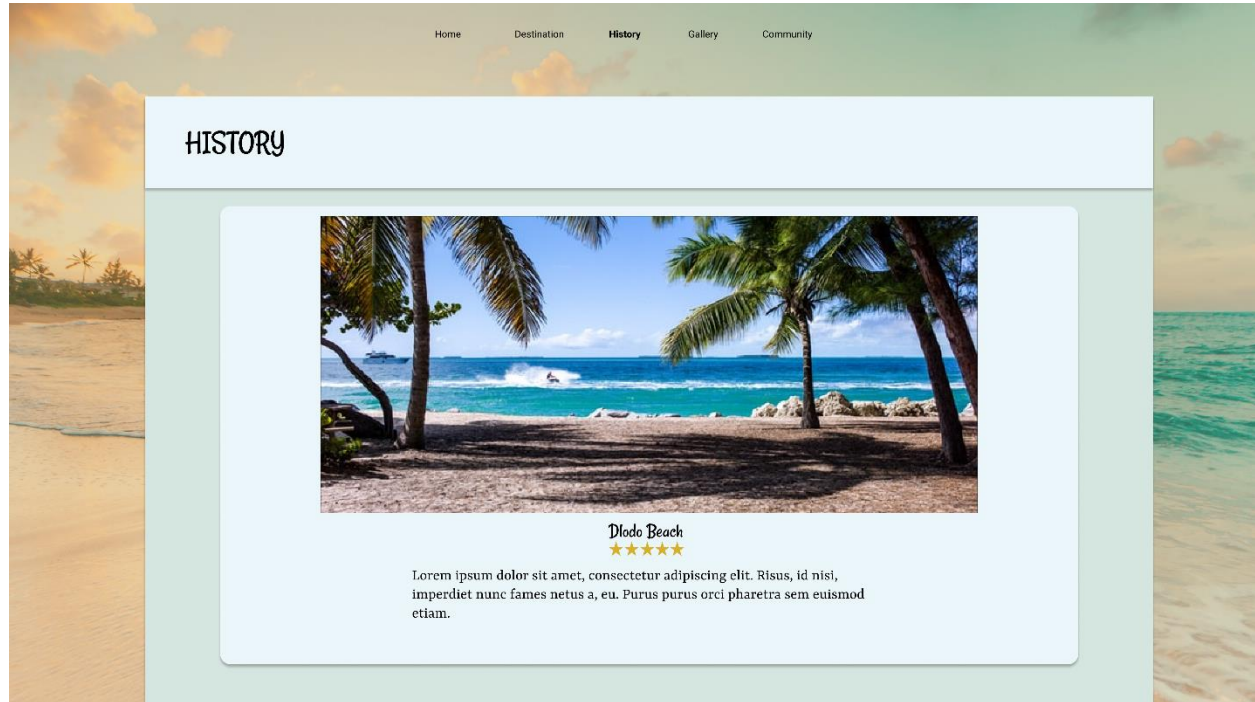 Home Destination History Gallery Community
HISTORY
Dlodo Beach
Lorem ipsum dolor sit amet, consectetur adipiscing elit. Risus, id nisi,
imperdiet nunc fames netus a, eu. Purus purus orci pharetra sem euismod
etiam.